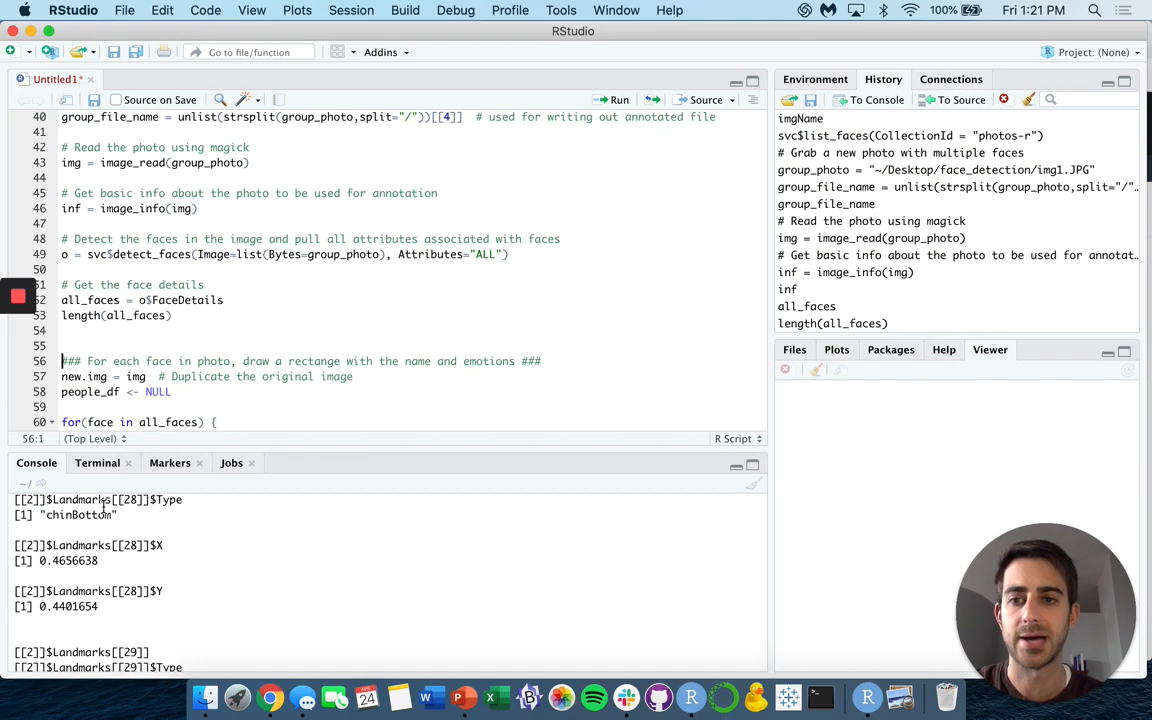 RStudio File Edit Code View Plots Session Build Debug Profile Tools Window Help 100% Fri 1:21 PM
RStudio
Go to file/function Addins Project: (None)
Untitled1*
Source on Save Run Source
40 group_file_name = unlist(strsplit(group_photo,split="/"))[[4]] # used for writing out annotated file
41
42 # Read the photo using magick
43 img = image_read(group_photo)
44
45 # Get basic info about the photo to be used for annotation
46 inf = image_info(img)
47
48 # Detect the faces in the image and pull all attributes associated with faces
49 o = svc$detect_faces(Image=list(Bytes=group_photo), Attributes="ALL")
50
51 # Get the face details
52 all_faces = o$FaceDetails
53 length(all_faces)
54
55
56 ### For each face in photo, draw a rectange with the name and emotions ###
57 new.img = img # Duplicate the original image
58 people_df <- NULL
59
60 for(face in all_faces) {
56:1 (Top Level) R Script
Console Terminal Markers Jobs
~/
[[2]]$Landmarks[[28]]$Type
[1] "chinBottom"
[[2]]$Landmarks[[28]]$X
[1] 0.4656638
[[2]]$Landmarks[[28]]$Y
[1] 0.4401654
[[2]]$Landmarks[[29]]
[[2]]$Landmarks[[29]]$Type
Environment History Connections
To Console To Source
imgName
svc$list_faces(CollectionId = "photos-r")
# Grab a new photo with multiple faces
group_photo = "~/Desktop/face_detection/img1.JPG"
group_file_name = unlist(strsplit(group_photo,split="/"…
group_file_name
# Read the photo using magick
img = image_read(group_photo)
# Get basic info about the photo to be used for annotat…
inf = image_info(img)
inf
all_faces
length(all_faces)
Files Plots Packages Help Viewer
APR
24